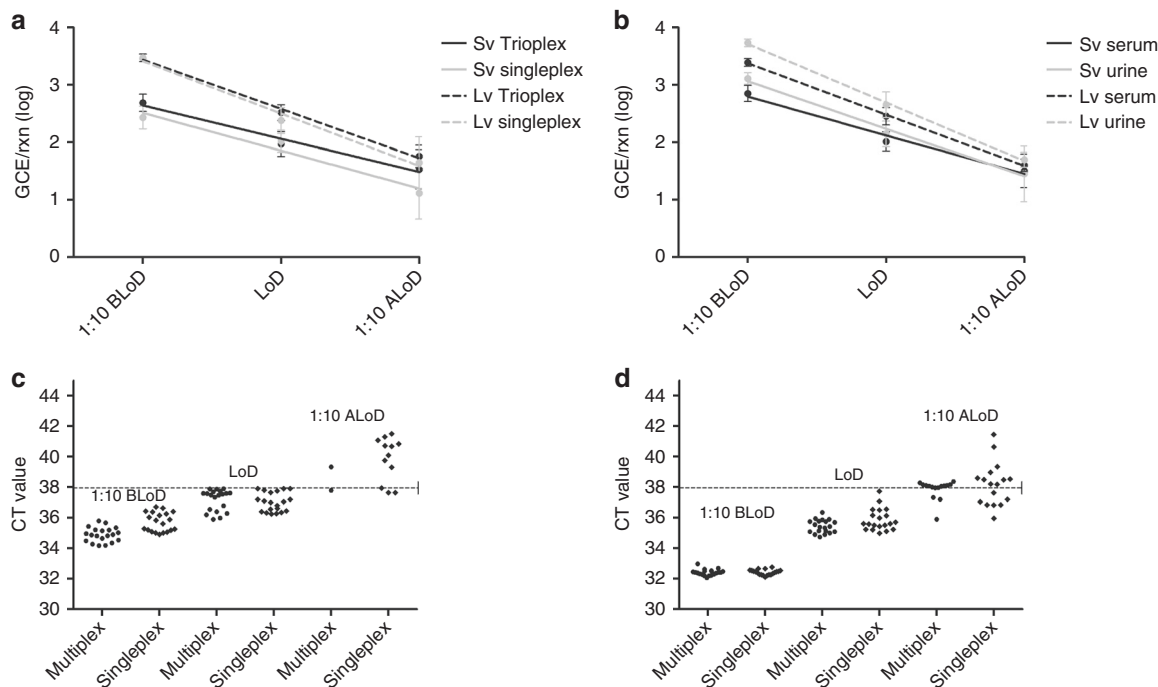 a
4
3
2
1
0
GCE/rxn (log)
1:10 BLoD
LoD
1:10 ALoD
Sv Trioplex
Sv singleplex
Lv Trioplex
Lv singleplex
b
4
3
2
1
0
GCE/rxn (log)
1:10 BLoD
LoD
1:10 ALoD
Sv serum
Sv urine
Lv serum
Lv urine
c
44
42
40
38
36
34
32
30
CT value
1:10 BLoD
LoD
1:10 ALoD
Multiplex
Singleplex
Multiplex
Singleplex
Multiplex
Singleplex
d
44
42
40
38
36
34
32
30
CT value
1:10 BLoD
LoD
1:10 ALoD
Multiplex
Singleplex
Multiplex
Singleplex
Multiplex
Singleplex